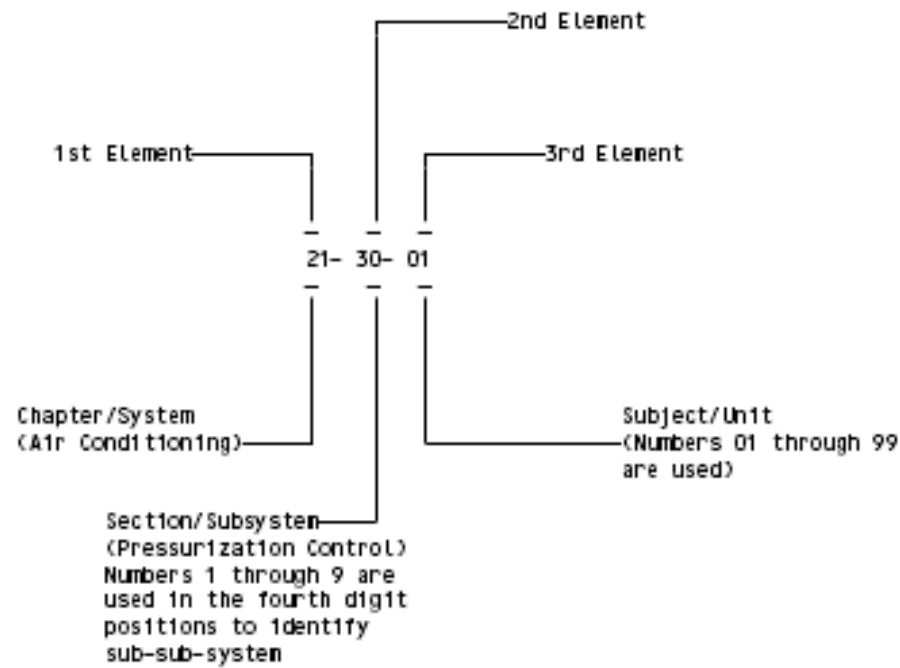 2nd Element
1st Element
3rd Element
21- 30- 01
Chapter/System
(Air Conditioning)
Subject/Unit
(Numbers 01 through 99
are used)
Section/Subsystem
(Pressurization Control)
Numbers 1 through 9 are
used in the fourth digit
positions to identify
sub-sub-system